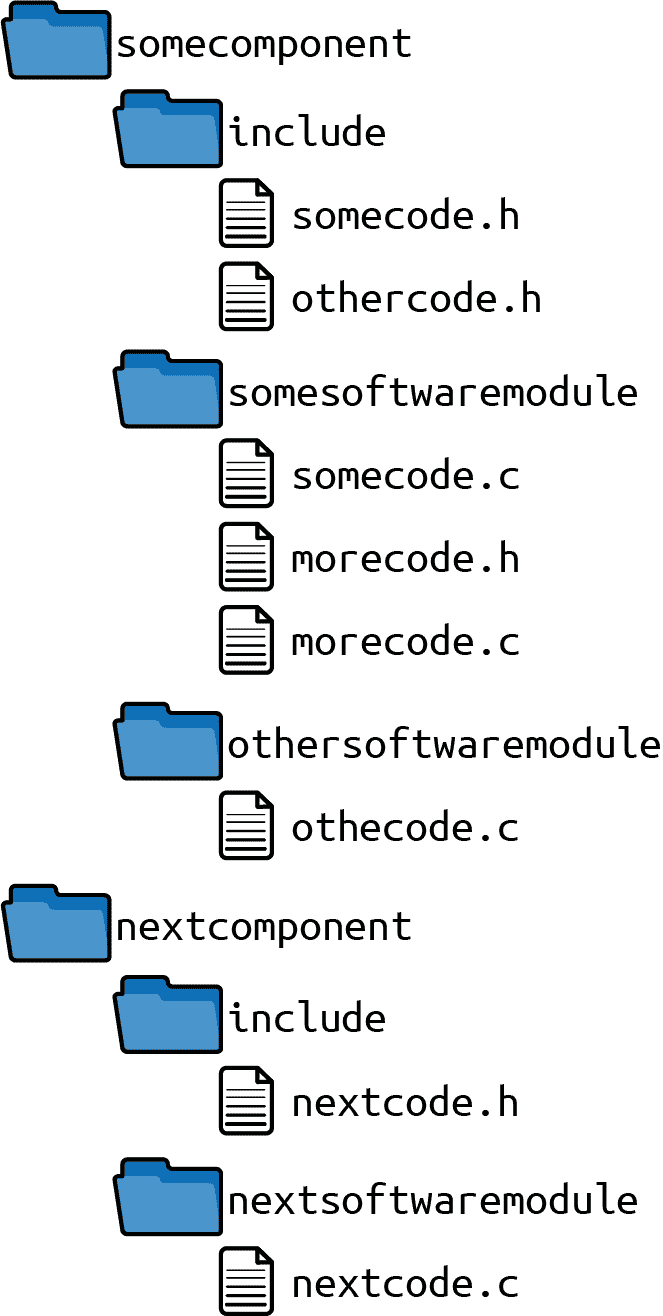 somecomponent
include
somecode.h
othercode.h
somesoftwaremodule
somecode.c
morecode.h
morecode.c
othersoftwaremodule
othecode.c
nextcomponent
include
nextcode.h
nextsoftwaremodule
nextcode.c